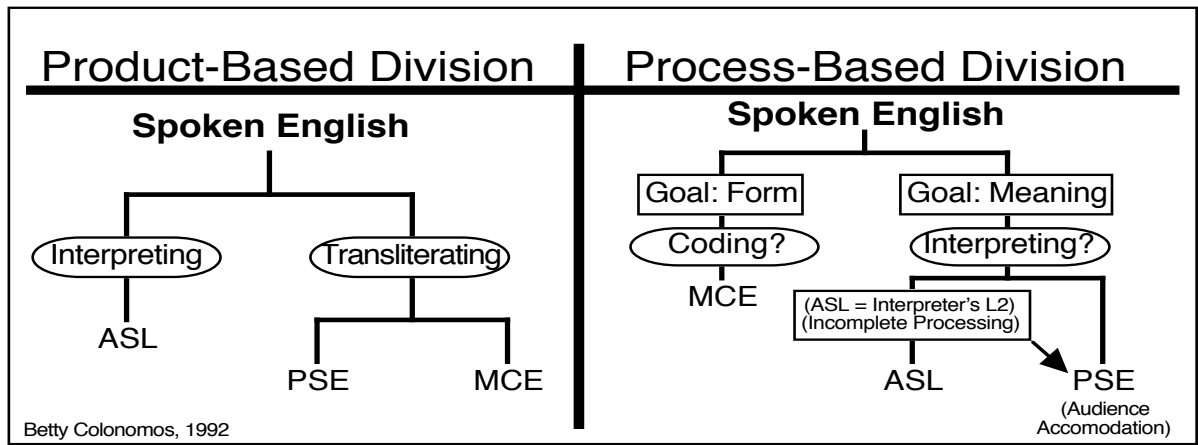 Product-Based Division
Spoken English
Interpreting
Transliterating
ASL
PSE
MCE
Betty Colonomos, 1992
Process-Based Division
Spoken English
Goal: Form
Goal: Meaning
Coding?
Interpreting?
MCE
(ASL = Interpreter's L2)
(Incomplete Processing)
ASL
PSE
(Audience
Accomodation)